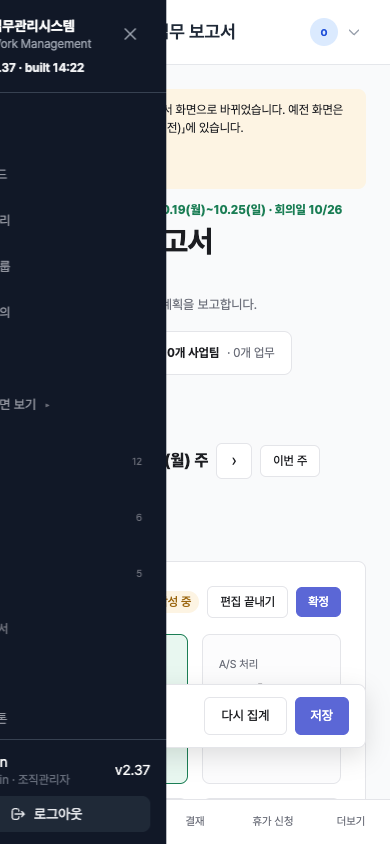 업무관리시스템
Work Management
.37 · built 14:22
드
리
룹
의
면 보기 ▸
12
6
5
서
톤
n
in · 조직관리자
v2.37
로그아웃
업무 보고서
0
서 화면으로 바뀌었습니다. 예전 화면은
전)」에 있습니다.
0.19(월)~10.25(일) · 회의일 10/26
고서
계획을 보고합니다.
0개 사업팀 · 0개 업무
(월) 주
›
이번 주
성 중
편집 끝내기
확정
A/S 처리
다시 집계
저장
결재
휴가 신청
더보기